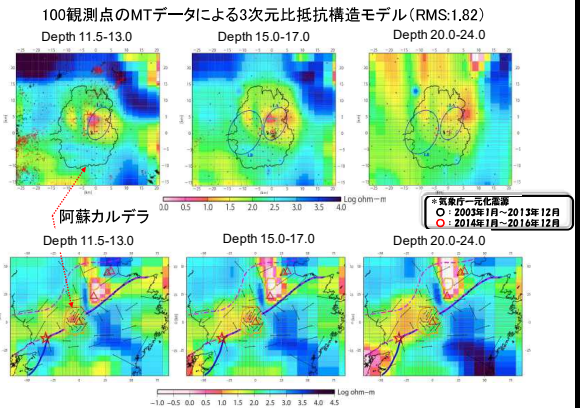 100観測点のMTデータによる3次元比抵抗構造モデル(RMS:1.82)
Depth 11.5-13.0
Depth 15.0-17.0
Depth 20.0-24.0
0.0 0.5 1.0 1.5 2.0 2.5 3.0 3.5 4.0
Log ohm-m
*気象庁一元化震源
○：2003年1月～2013年12月
○：2014年1月～2016年12月
阿蘇カルデラ
Depth 11.5-13.0
Depth 15.0-17.0
Depth 20.0-24.0
Log ohm-m
-1.0 -0.5 0.0 0.5 1.0 1.5 2.0 2.5 3.0 3.5 4.0 4.5